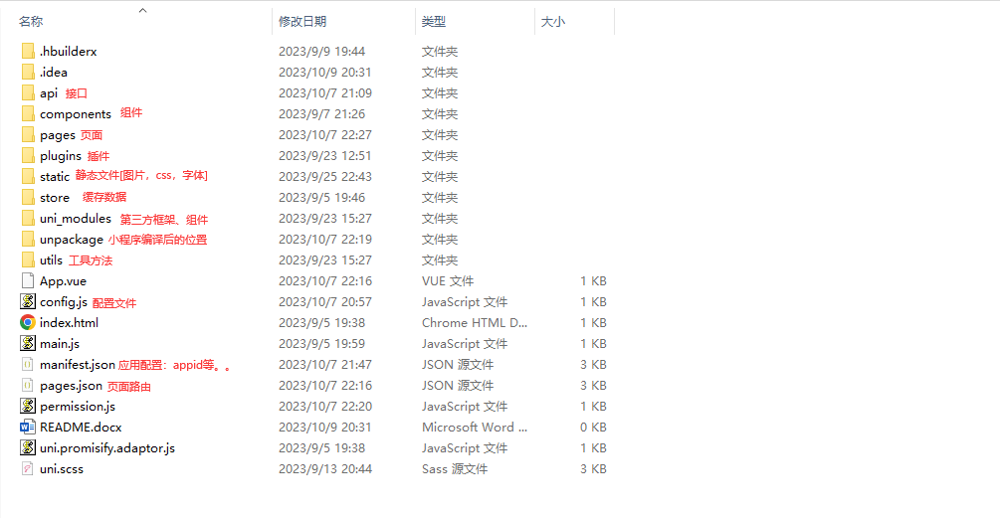 名称 修改日期 类型 大小
.hbuilderx 2023/9/9 19:44 文件夹
.idea 2023/10/9 20:31 文件夹
api 接口 2023/10/7 21:09 文件夹
components 组件 2023/9/7 21:26 文件夹
pages 页面 2023/10/7 22:27 文件夹
plugins 插件 2023/9/23 12:51 文件夹
static 静态文件[图片，css，字体] 2023/9/25 22:43 文件夹
store 缓存数据 2023/9/5 19:46 文件夹
uni_modules 第三方框架、组件 2023/9/23 15:27 文件夹
unpackage 小程序编译后的位置 2023/10/7 22:19 文件夹
utils 工具方法 2023/9/23 15:27 文件夹
App.vue 2023/10/7 22:16 VUE 文件 1 KB
config.js 配置文件 2023/10/7 20:57 JavaScript 文件 1 KB
index.html 2023/9/5 19:38 Chrome HTML D... 1 KB
main.js 2023/9/5 19:59 JavaScript 文件 1 KB
manifest.json 应用配置：appid等。。 2023/10/7 21:47 JSON 源文件 3 KB
pages.json 页面路由 2023/10/7 22:16 JSON 源文件 3 KB
permission.js 2023/10/7 22:20 JavaScript 文件 1 KB
README.docx 2023/10/9 20:31 Microsoft Word ... 0 KB
uni.promisify.adaptor.js 2023/9/5 19:38 JavaScript 文件 1 KB
uni.scss 2023/9/13 20:44 Sass 源文件 3 KB